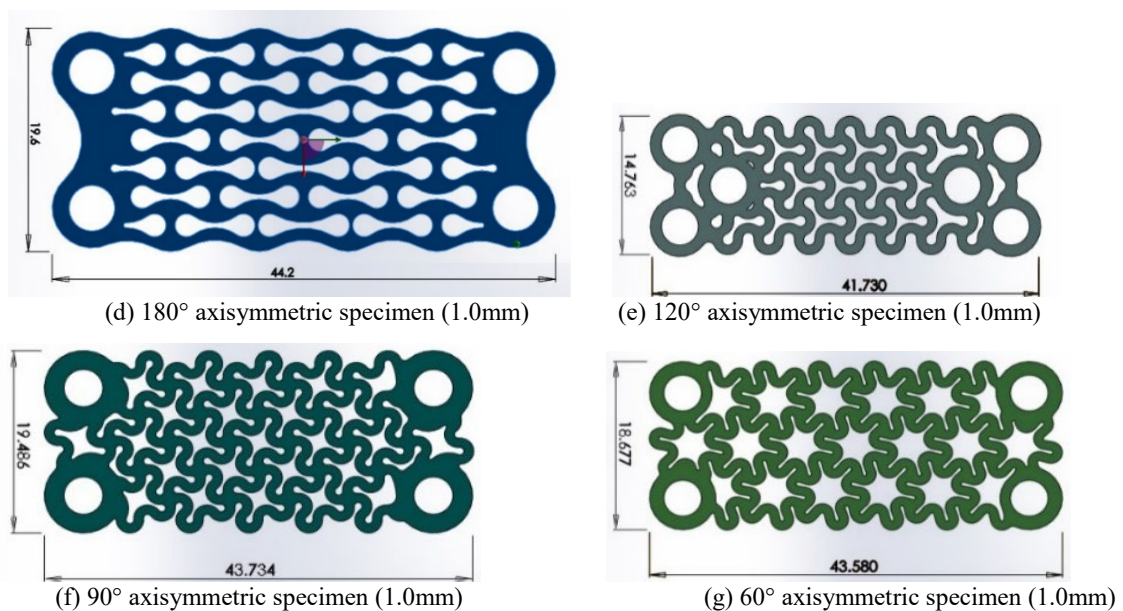 19.6
44.2
(d) 180° axisymmetric specimen (1.0mm)
14.763
41.730
(e) 120° axisymmetric specimen (1.0mm)
19.486
43.734
(f) 90° axisymmetric specimen (1.0mm)
18.677
43.580
(g) 60° axisymmetric specimen (1.0mm)